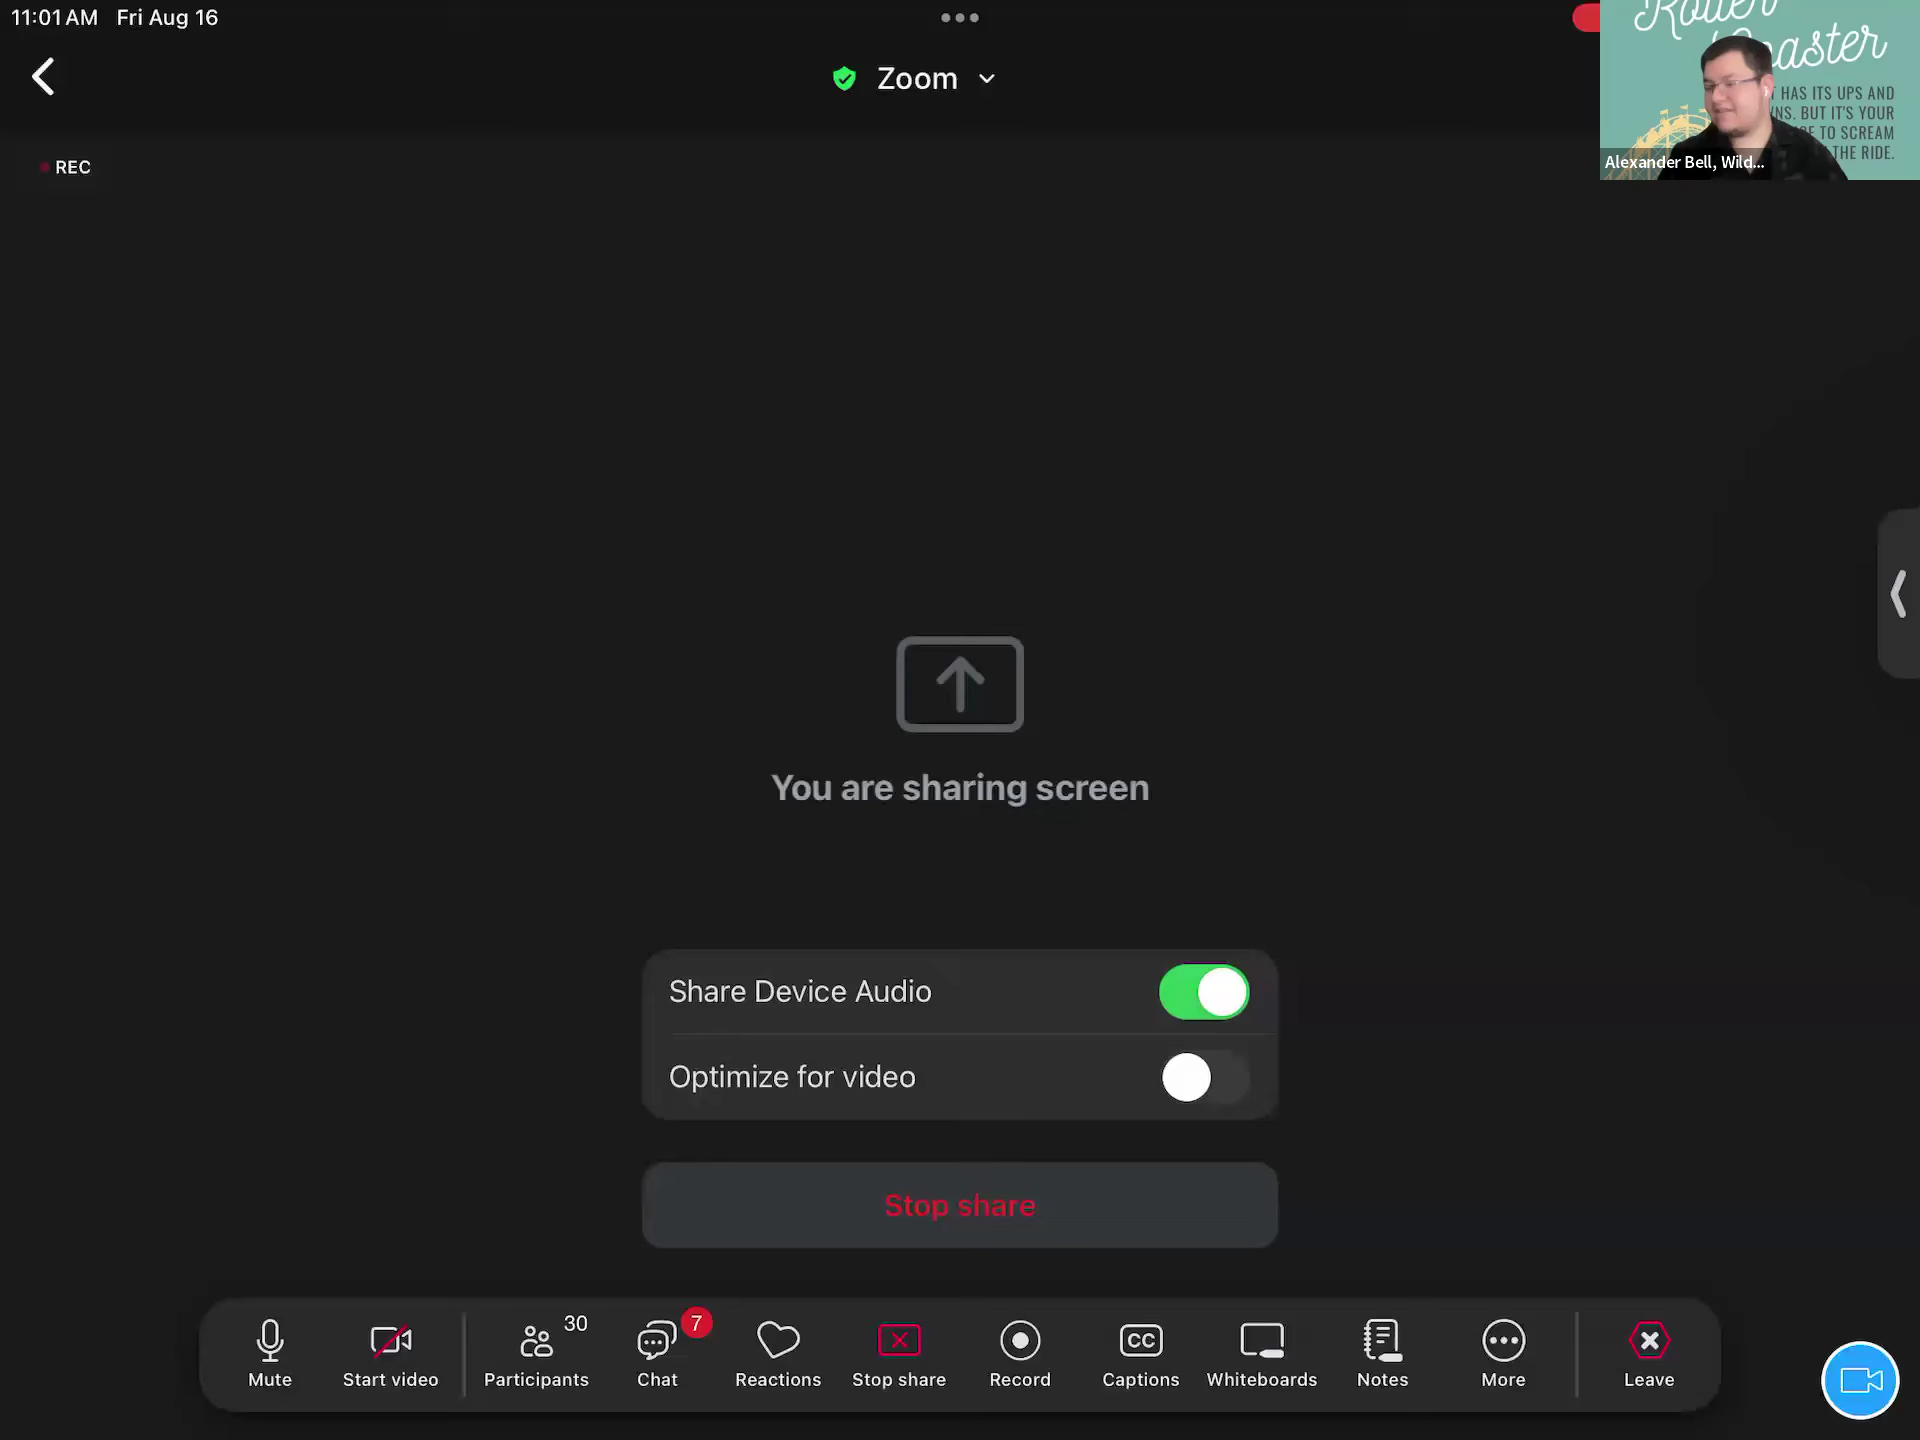 11:01 AM Fri Aug 16
Zoom
REC
Roller
Coaster
HAS ITS UPS AND
BUT IT'S YOUR
TO SCREAM
THE RIDE.
Alexander Bell, Wild...
You are sharing screen
Share Device Audio
Optimize for video
Stop share
Mute
Start video
Participants 30
Chat 7
Reactions
Stop share
Record
CC
Captions
Whiteboards
Notes
More
Leave